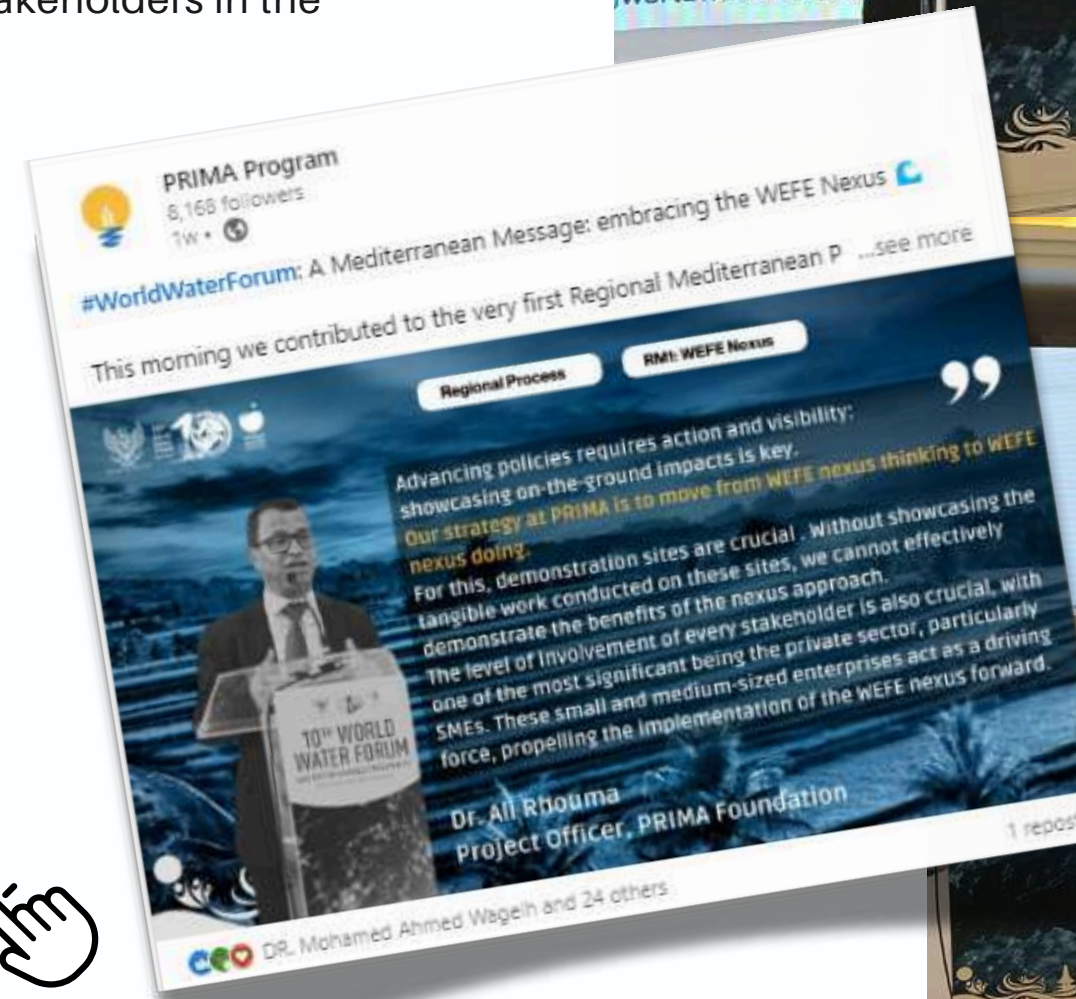 akeholders in the
PRIMA Program
8,168 followers
1w •
#WorldWaterForum: A Mediterranean Message: embracing the WEFE Nexus
This morning we contributed to the very first Regional Mediterranean P ...see more
Regional Process
RM1: WEFE Nexus
10
Advancing policies requires action and visibility;
showcasing on-the-ground impacts is key.
Our strategy at PRIMA is to move from WEFE nexus thinking to WEFE
nexus doing.
For this, demonstration sites are crucial . Without showcasing the
tangible work conducted on these sites, we cannot effectively
demonstrate the benefits of the nexus approach.
The level of involvement of every stakeholder is also crucial, with
one of the most significant being the private sector, particularly
SMEs. These small and medium-sized enterprises act as a driving
force, propelling the implementation of the WEFE nexus forward.
10TH WORLD
WATER FORUM
Dr. Ali Rhouma
Project Officer, PRIMA Foundation
1 repost
DR. Mohamed Ahmed Wageih and 24 others